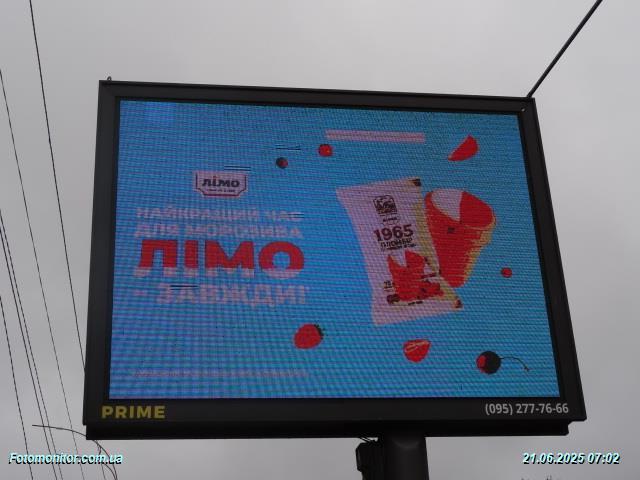 лімо
НАЙКРАЩИЙ ЧАС
ДЛЯ МОРОЗИВА
ЛІМО
– ЗАВЖДИ!
1965
ПЛОМБІР
PRIME
(095) 277-76-66
Fotomonitor.com.ua
21.06.2025 07:02